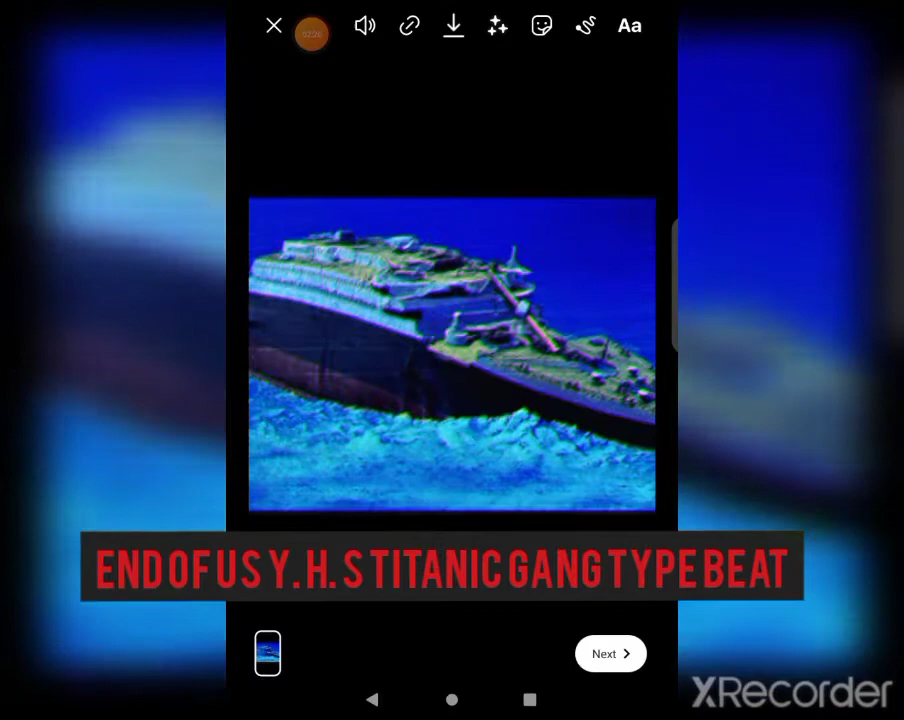 Aa
END OF US Y. H. S TITANIC GANG TYPE BEAT
Next
XRecorder